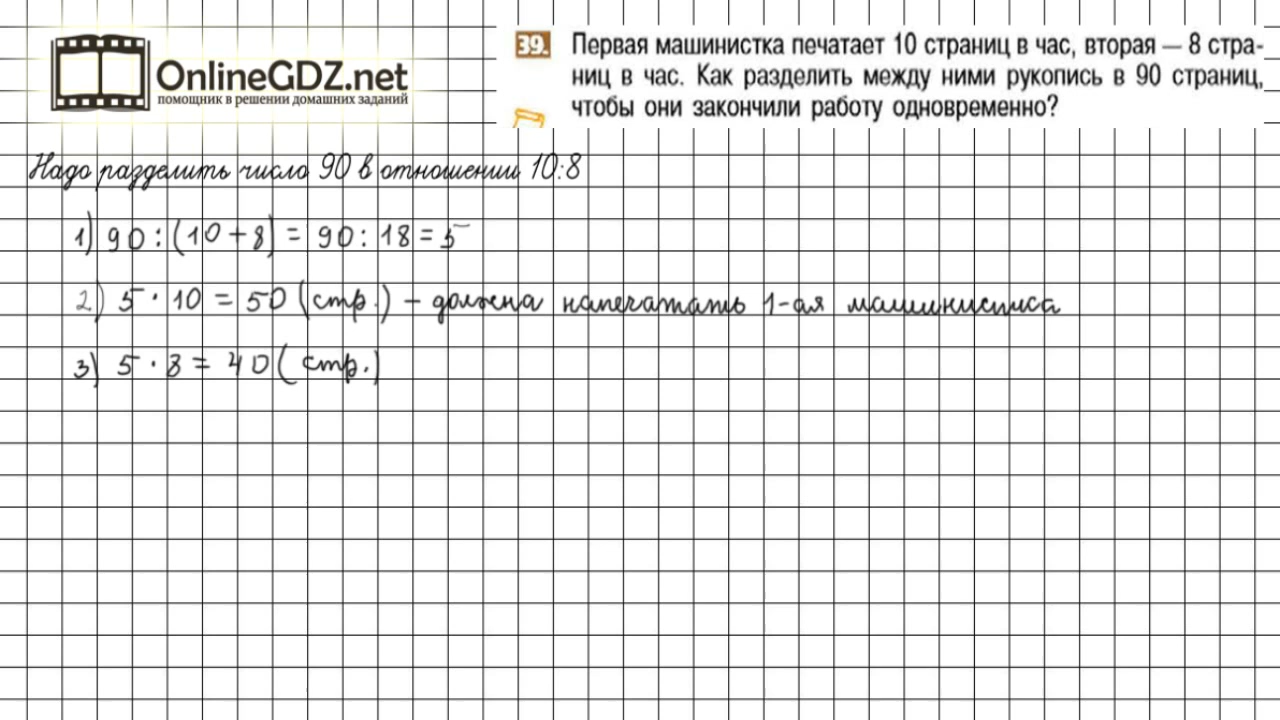 OnlineGDZ.net
помощник в решении домашних заданий
39. Первая машинистка печатает 10 страниц в час, вторая — 8 стра-
ниц в час. Как разделить между ними рукопись в 90 страниц,
чтобы они закончили работу одновременно?
Надо разделить число 90 в отношении 10:8
1) 90 : (10 + 8) = 90 : 18 = 5
2) 5 · 10 = 50 (стр.) – должна напечатать 1-ая машинистка
3) 5 · 8 = 40 (стр.)